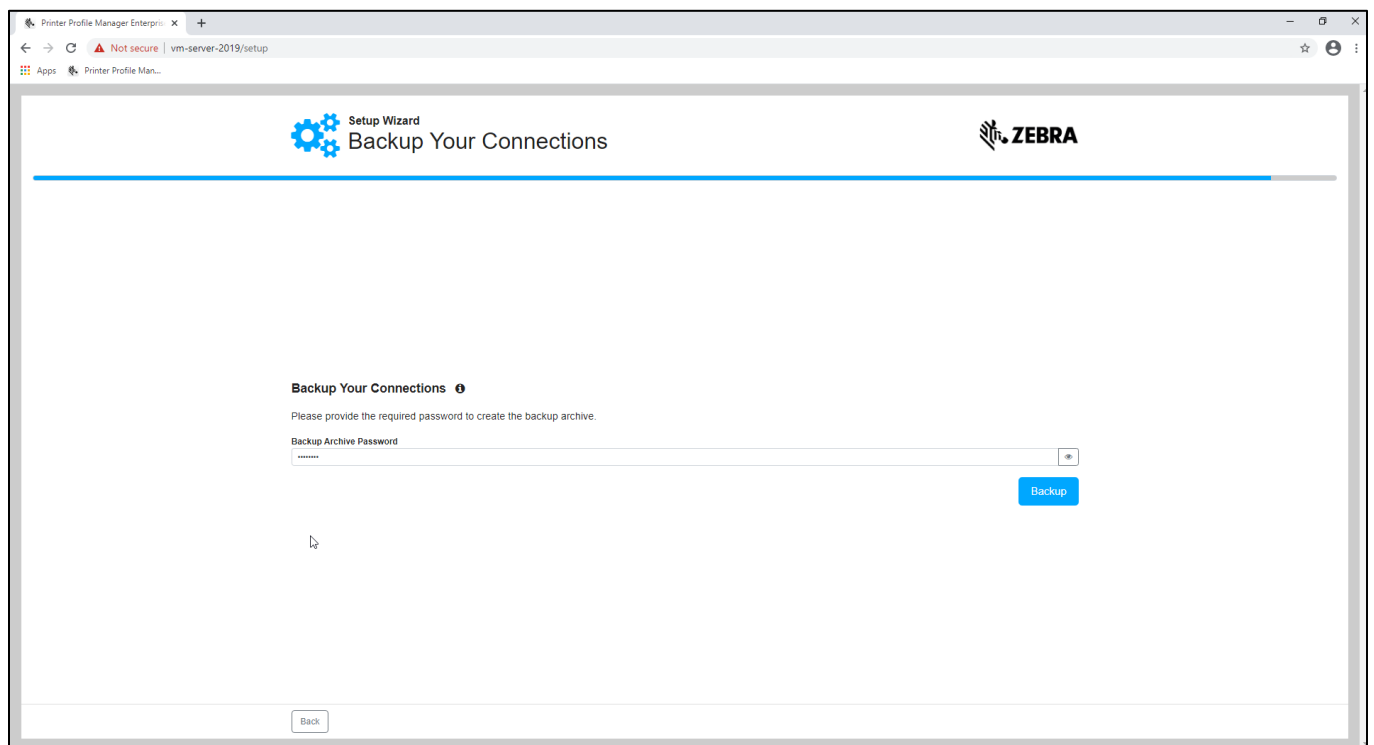 Printer Profile Manager Enterpris
Not secure | vm-server-2019/setup
Apps Printer Profile Man...
Setup Wizard
Backup Your Connections
ZEBRA
Backup Your Connections
Please provide the required password to create the backup archive.
Backup Archive Password
••••••••
Backup
Back